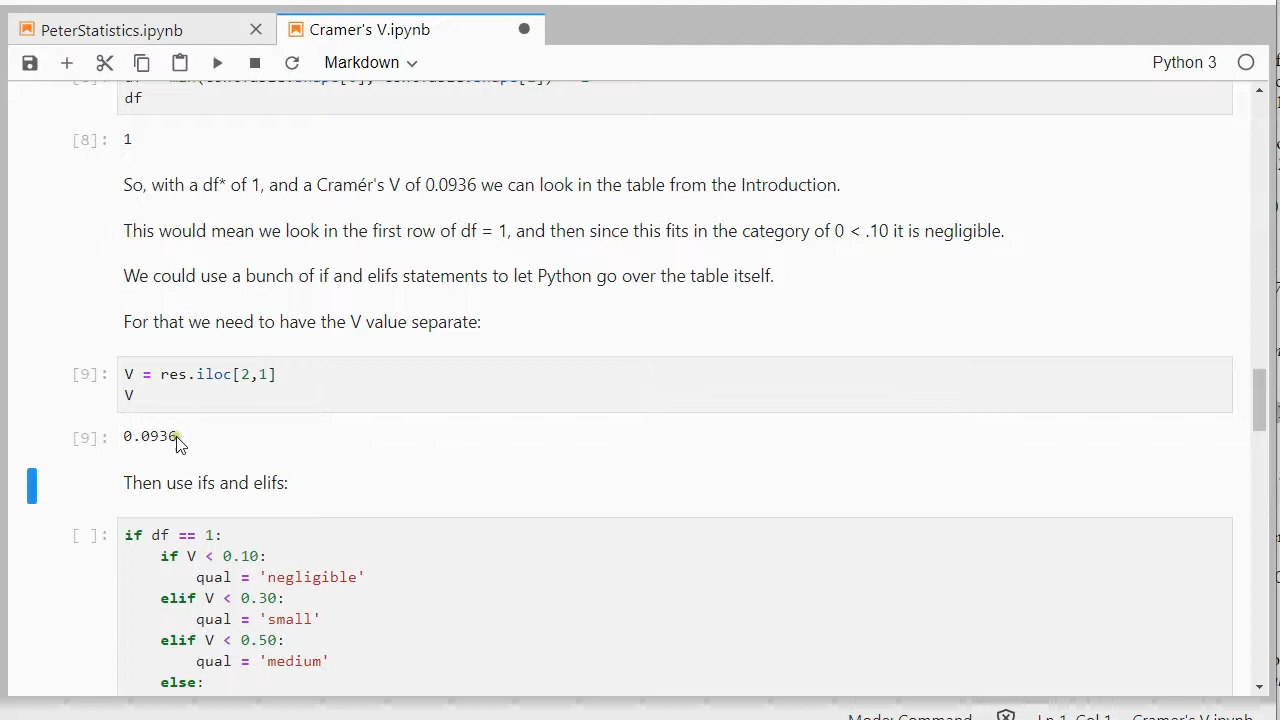 PeterStatistics.ipynb
Cramer's V.ipynb
Markdown
Python 3
df
[8]: 1
So, with a df* of 1, and a Cramér's V of 0.0936 we can look in the table from the Introduction.
This would mean we look in the first row of df = 1, and then since this fits in the category of 0 < .10 it is negligible.
We could use a bunch of if and elifs statements to let Python go over the table itself.
For that we need to have the V value separate:
[9]: V = res.iloc[2,1]
V
[9]: 0.0936
Then use ifs and elifs:
[ ]: if df == 1:
if V < 0.10:
qual = 'negligible'
elif V < 0.30:
qual = 'small'
elif V < 0.50:
qual = 'medium'
else:
Mode: Command Ln 1, Col 1 Cramer's V.ipynb